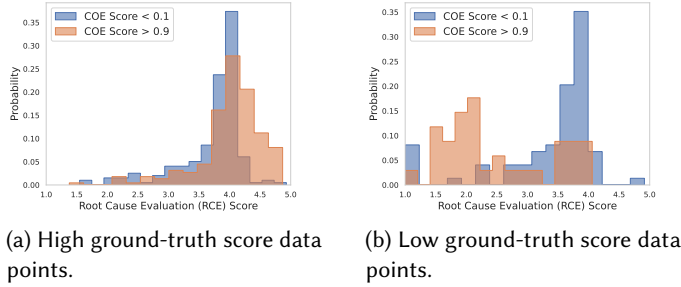 COE Score < 0.1
COE Score > 0.9
Probability
0.35
0.30
0.25
0.20
0.15
0.10
0.05
0.00
1.0 1.5 2.0 2.5 3.0 3.5 4.0 4.5 5.0
Root Cause Evaluation (RCE) Score
(a) High ground-truth score data
points.
COE Score < 0.1
COE Score > 0.9
Probability
0.35
0.30
0.25
0.20
0.15
0.10
0.05
0.00
1.0 1.5 2.0 2.5 3.0 3.5 4.0 4.5 5.0
Root Cause Evaluation (RCE) Score
(b) Low ground-truth score data
points.